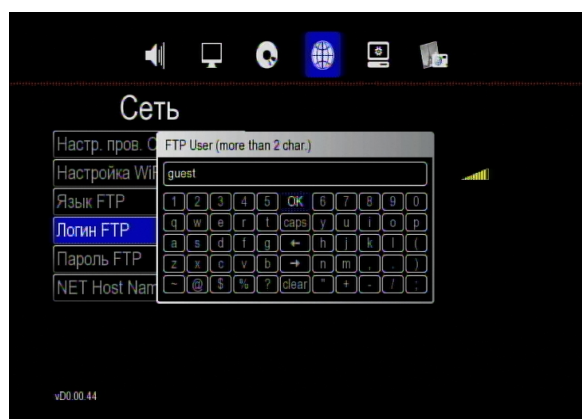 Сеть
Настр. пров. С
FTP User (more than 2 char.)
Настройка WiF
guest
Язык FTP
1 2 3 4 5 OK 6 7 8 9 0
Логин FTP
q w e r t caps y u i o p
a s d f g ← h j k l (
Пароль FTP
z x c v b → n m , . )
NET Host Nam
~ @ $ % ? clear " + - / ;
vD0.00.44